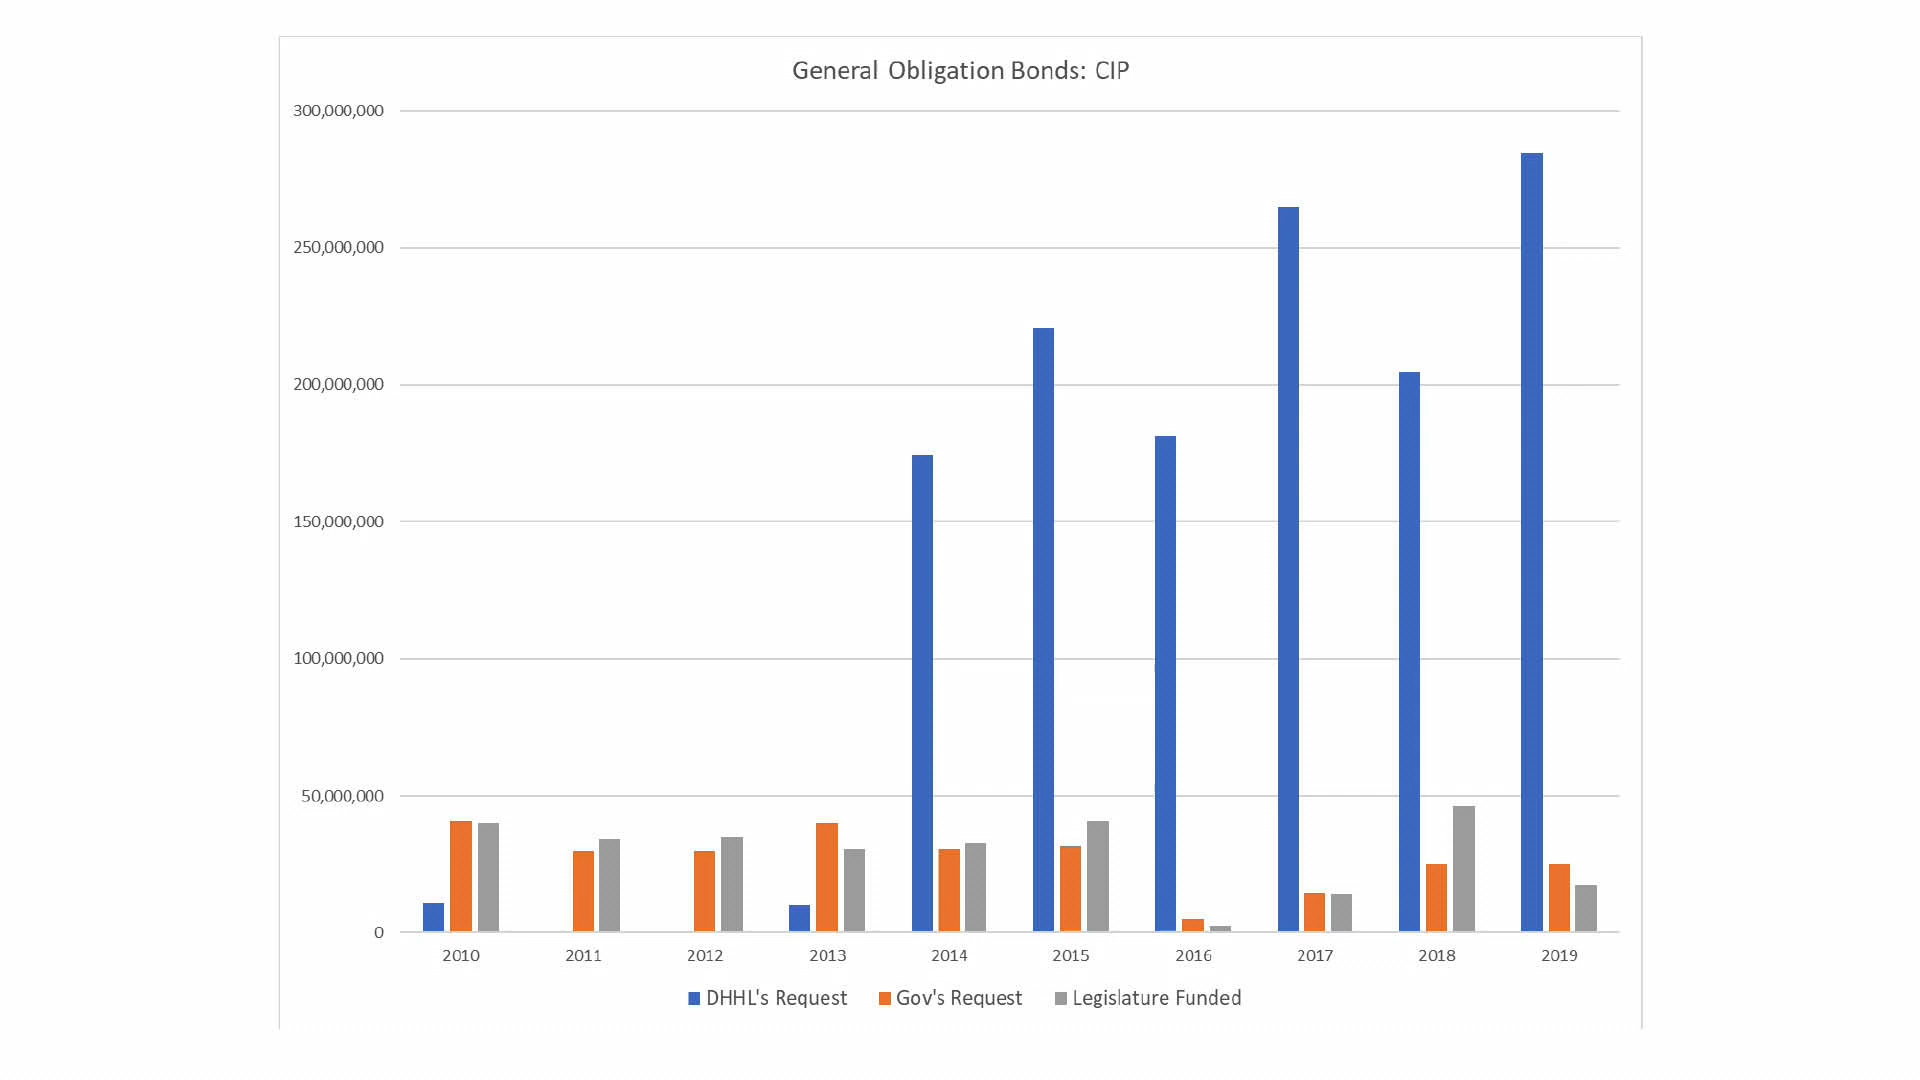 General Obligation Bonds: CIP
300,000,000
250,000,000
200,000,000
150,000,000
100,000,000
50,000,000
0
2010 2011 2012 2013 2014 2015 2016 2017 2018 2019
DHHL's Request Gov's Request Legislature Funded